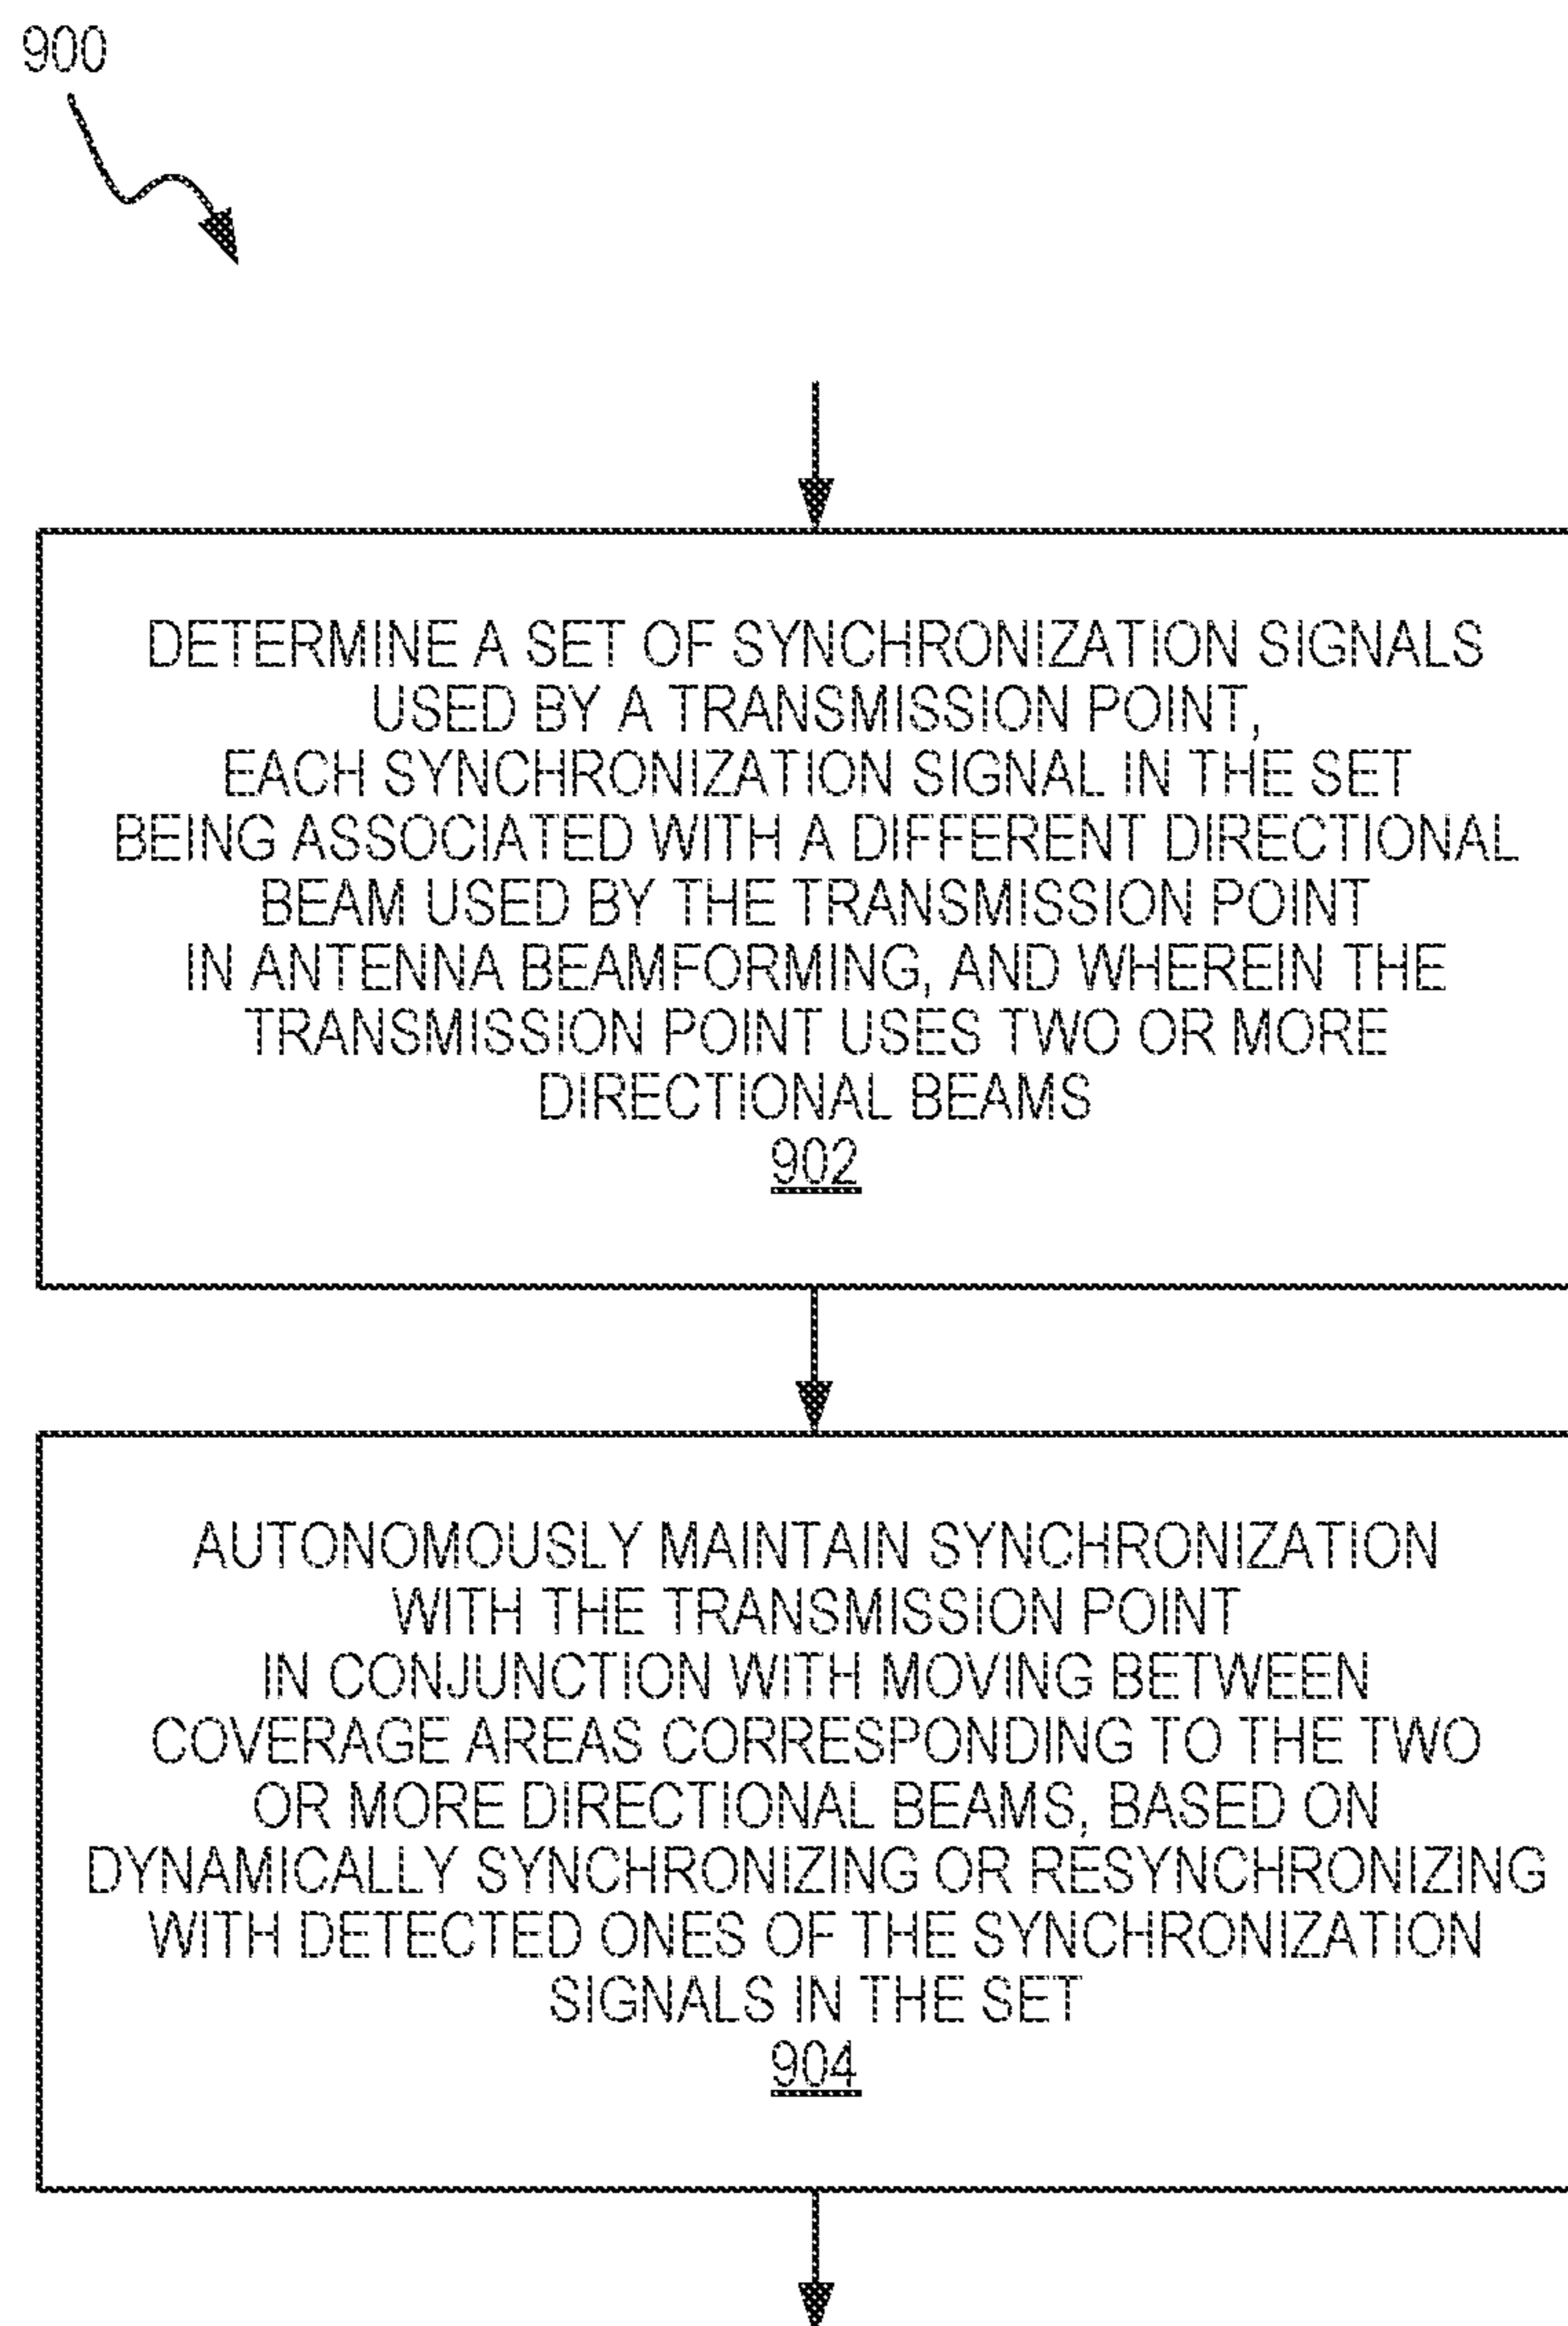 900
DETERMINE A SET OF SYNCHRONIZATION SIGNALS
USED BY A TRANSMISSION POINT,
EACH SYNCHRONIZATION SIGNAL IN THE SET
BEING ASSOCIATED WITH A DIFFERENT DIRECTIONAL
BEAM USED BY THE TRANSMISSION POINT
IN ANTENNA BEAMFORMING, AND WHEREIN THE
TRANSMISSION POINT USES TWO OR MORE
DIRECTIONAL BEAMS
902
AUTONOMOUSLY MAINTAIN SYNCHRONIZATION
WITH THE TRANSMISSION POINT
IN CONJUNCTION WITH MOVING BETWEEN
COVERAGE AREAS CORRESPONDING TO THE TWO
OR MORE DIRECTIONAL BEAMS, BASED ON
DYNAMICALLY SYNCHRONIZING OR RESYNCHRONIZING
WITH DETECTED ONES OF THE SYNCHRONIZATION
SIGNALS IN THE SET
904